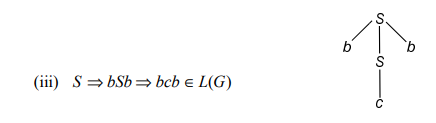 S
b b
S
(iii) S ⇒ bSb ⇒ bcb ∈ L(G)
c